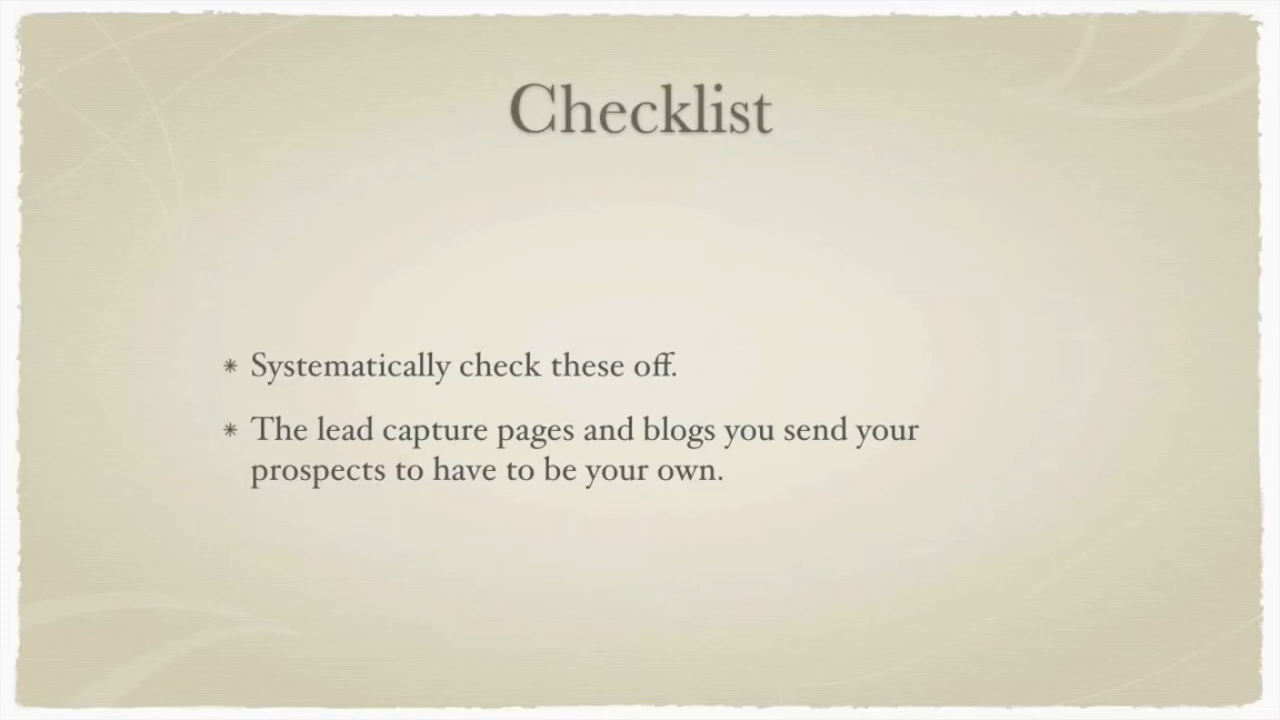 Checklist
* Systematically check these off.
* The lead capture pages and blogs you send your
prospects to have to be your own.